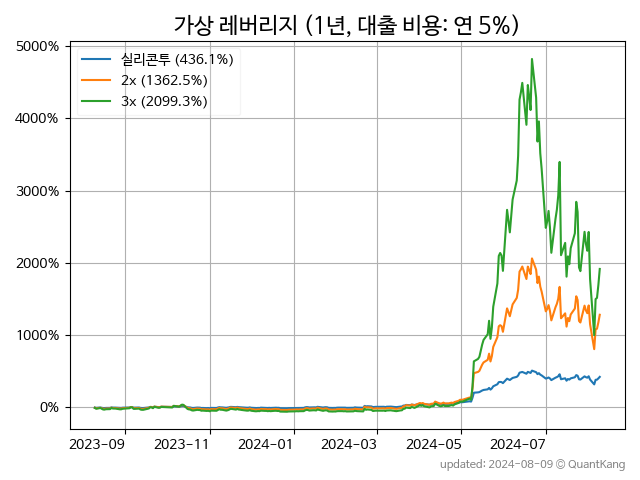 가상 레버리지 (1년, 대출 비용: 연 5%)
실리콘투 (436.1%)
2x (1362.5%)
3x (2099.3%)
5000%
4000%
3000%
2000%
1000%
0%
2023-09 2023-11 2024-01 2024-03 2024-05 2024-07
updated: 2024-08-09 © QuantKang